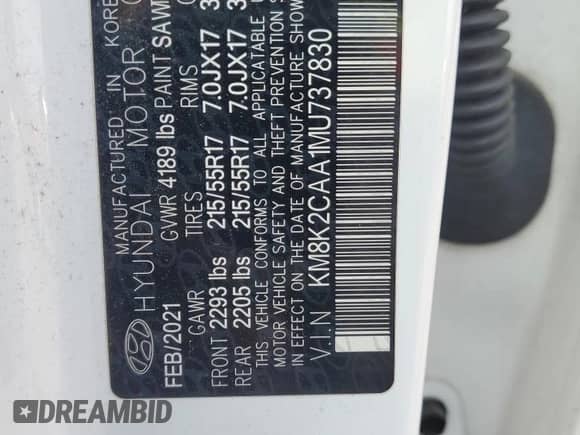 MANUFACTURED IN KORE
HYUNDAI MOTOR
FEB/2021 GVWR 4189 lbs PAINT SAW
GAWR TIRES RIMS
FRONT 2293 lbs 215/55R17 7.0JX17 3
REAR 2205 lbs 215/55R17 7.0JX17 3
THIS VEHICLE CONFORMS TO ALL APPLICABLE
MOTOR VEHICLE SAFETY AND THEFT PREVENTION
IN EFFECT ON THE DATE OF MANUFACTURE SHOW
V.I.N KM8K2CAA1MU737830
DREAMBID